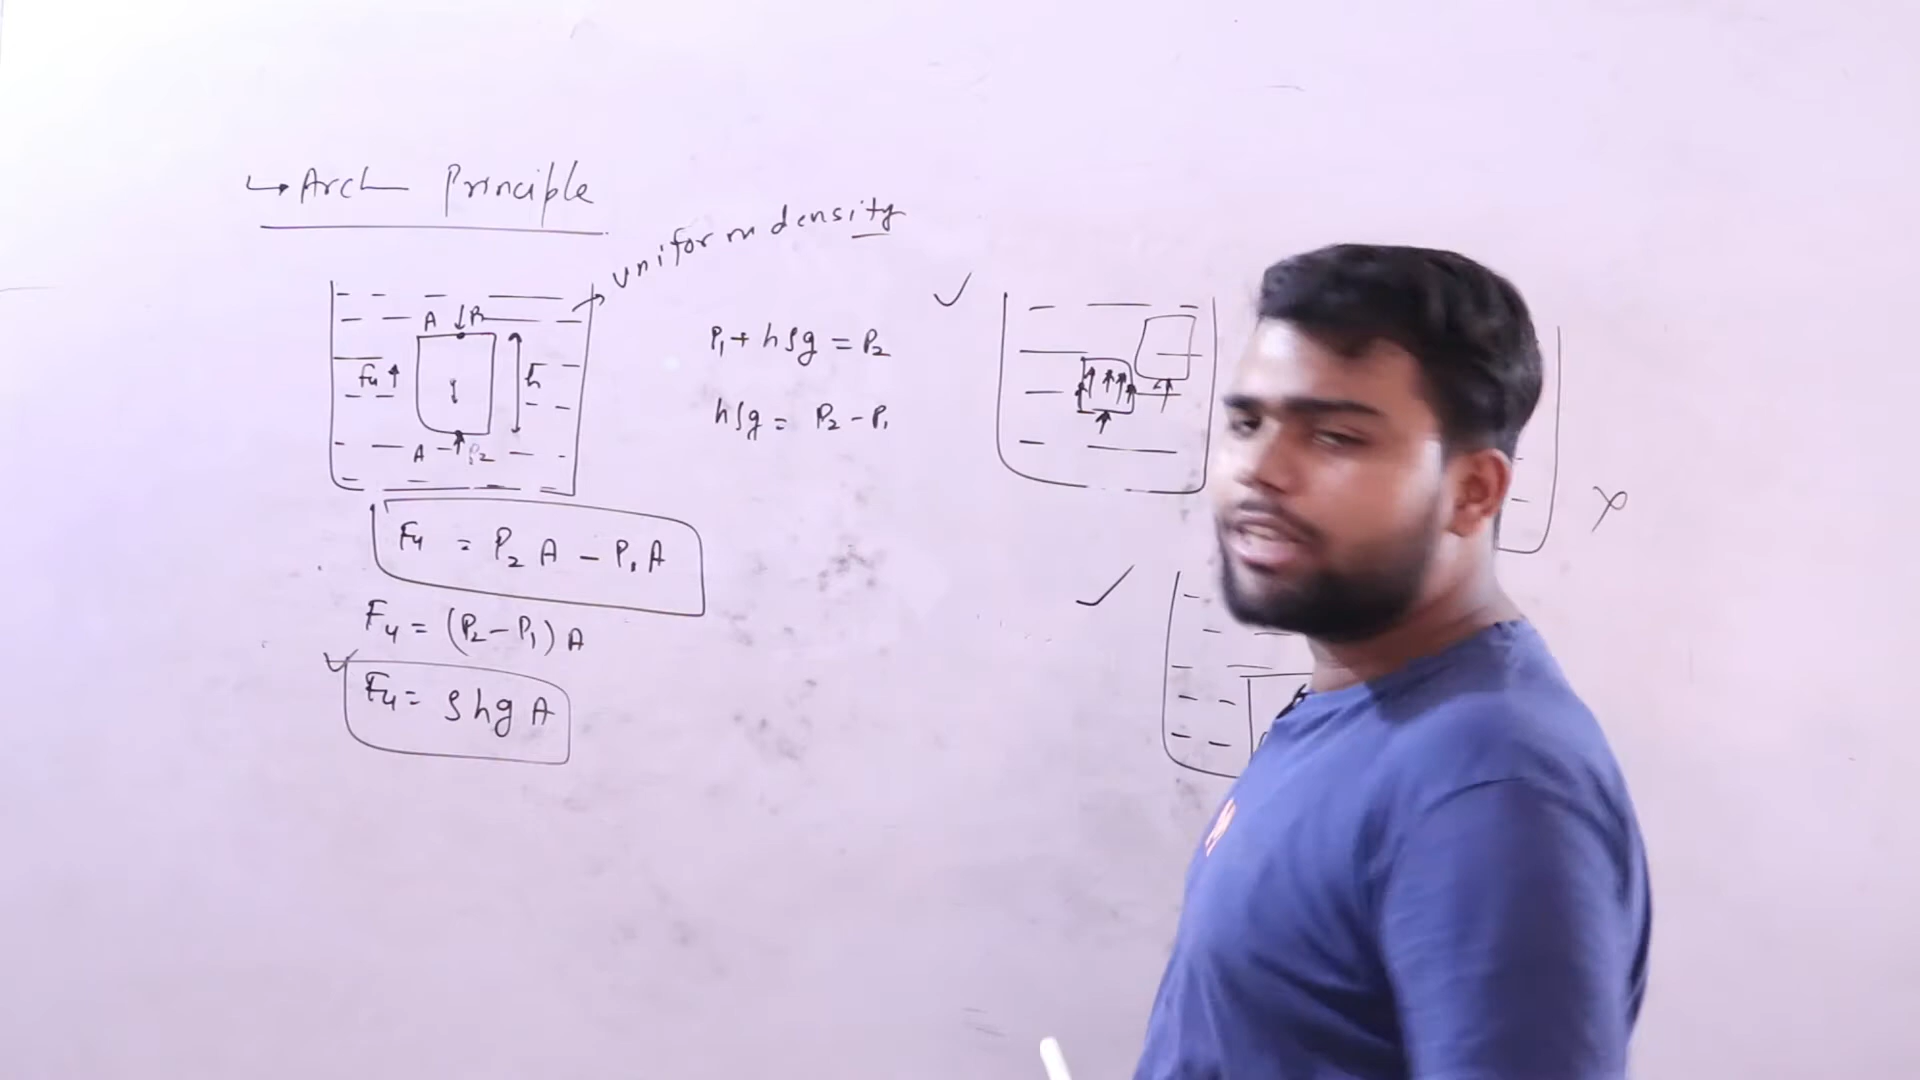 ↳ Arch Principle
uniform density
A ↓P₁
Fu ↑ h
A ↑ P₂
P₁ + hρg = P₂
hρg = P₂ - P₁
Fu = P₂ A - P₁ A
Fu = (P₂ - P₁) A
Fu = ρhg A
M